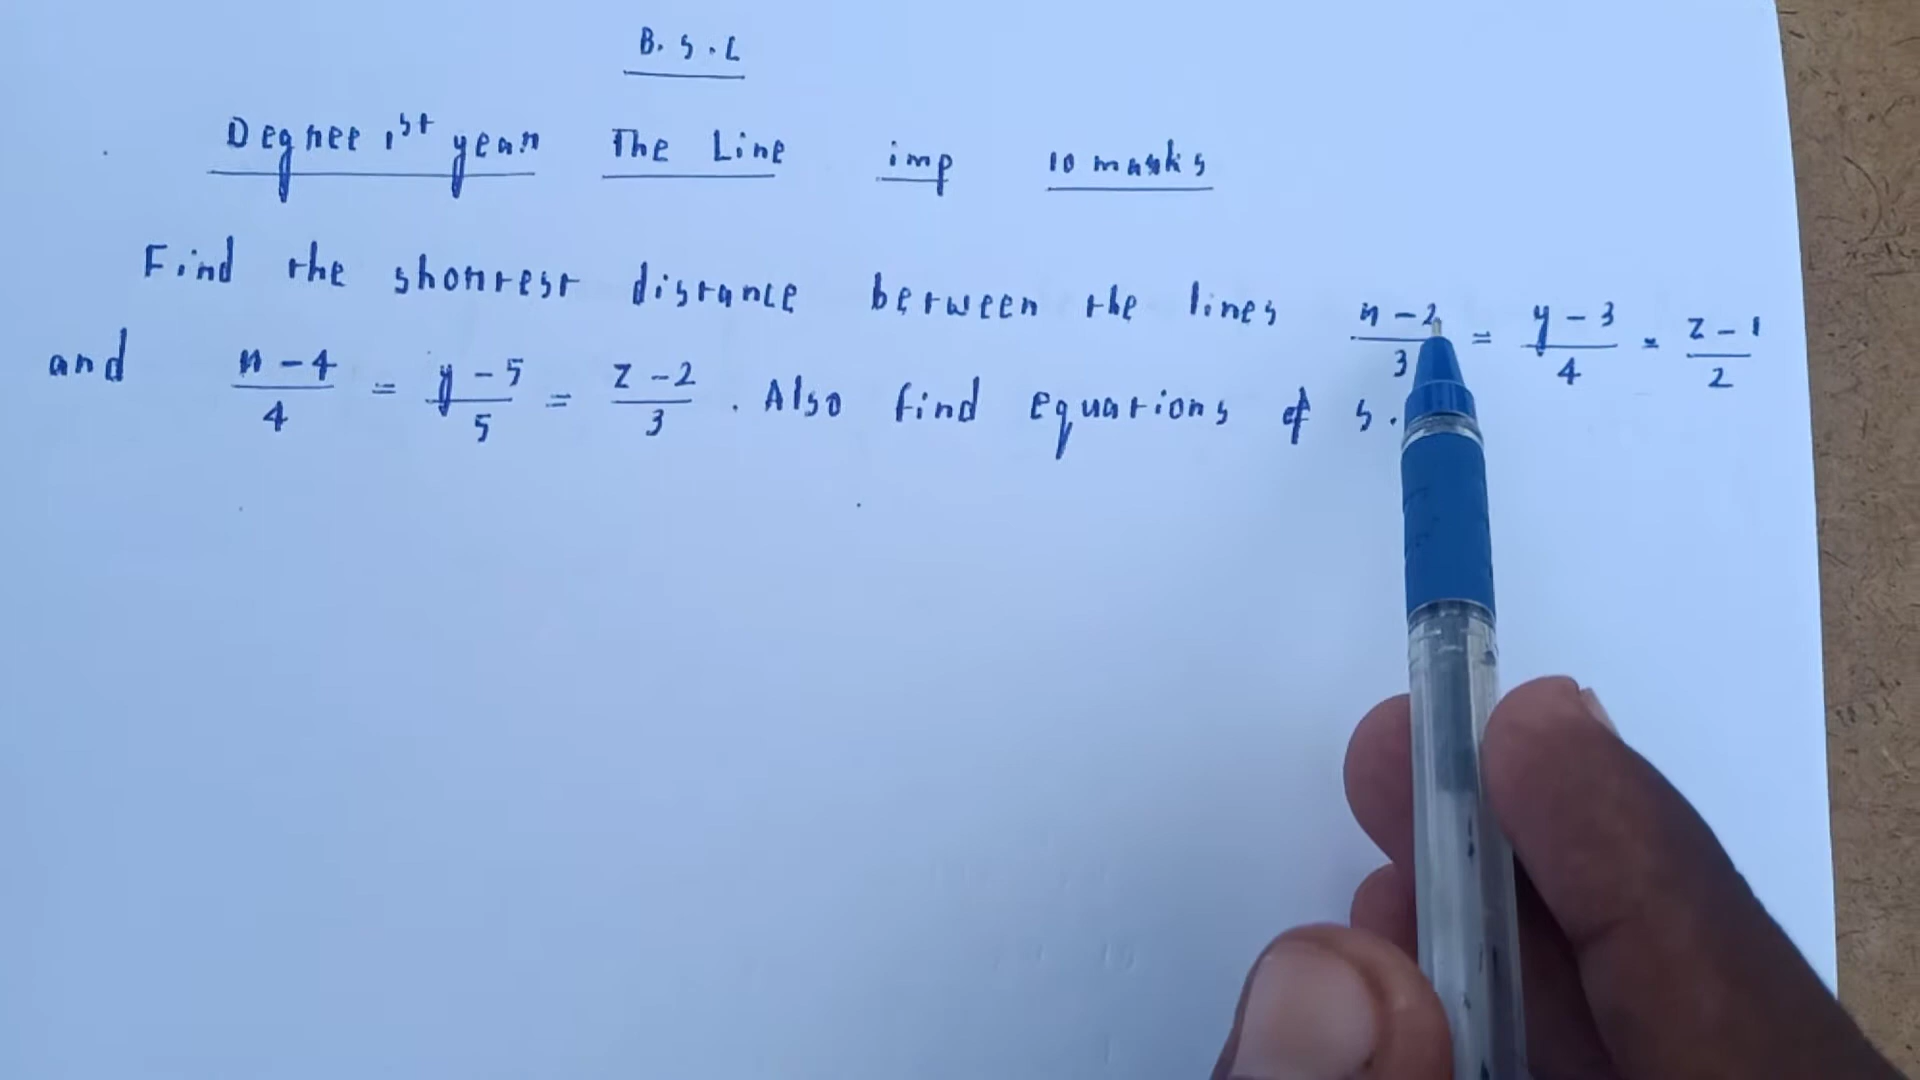 B.S.C
Degree 1st year The Line imp 10 marks
Find the shortest distance between the lines x-2/3 = y-3/4 = z-1/2
and x-4/4 = y-5/5 = z-2/3. Also find equations of S.